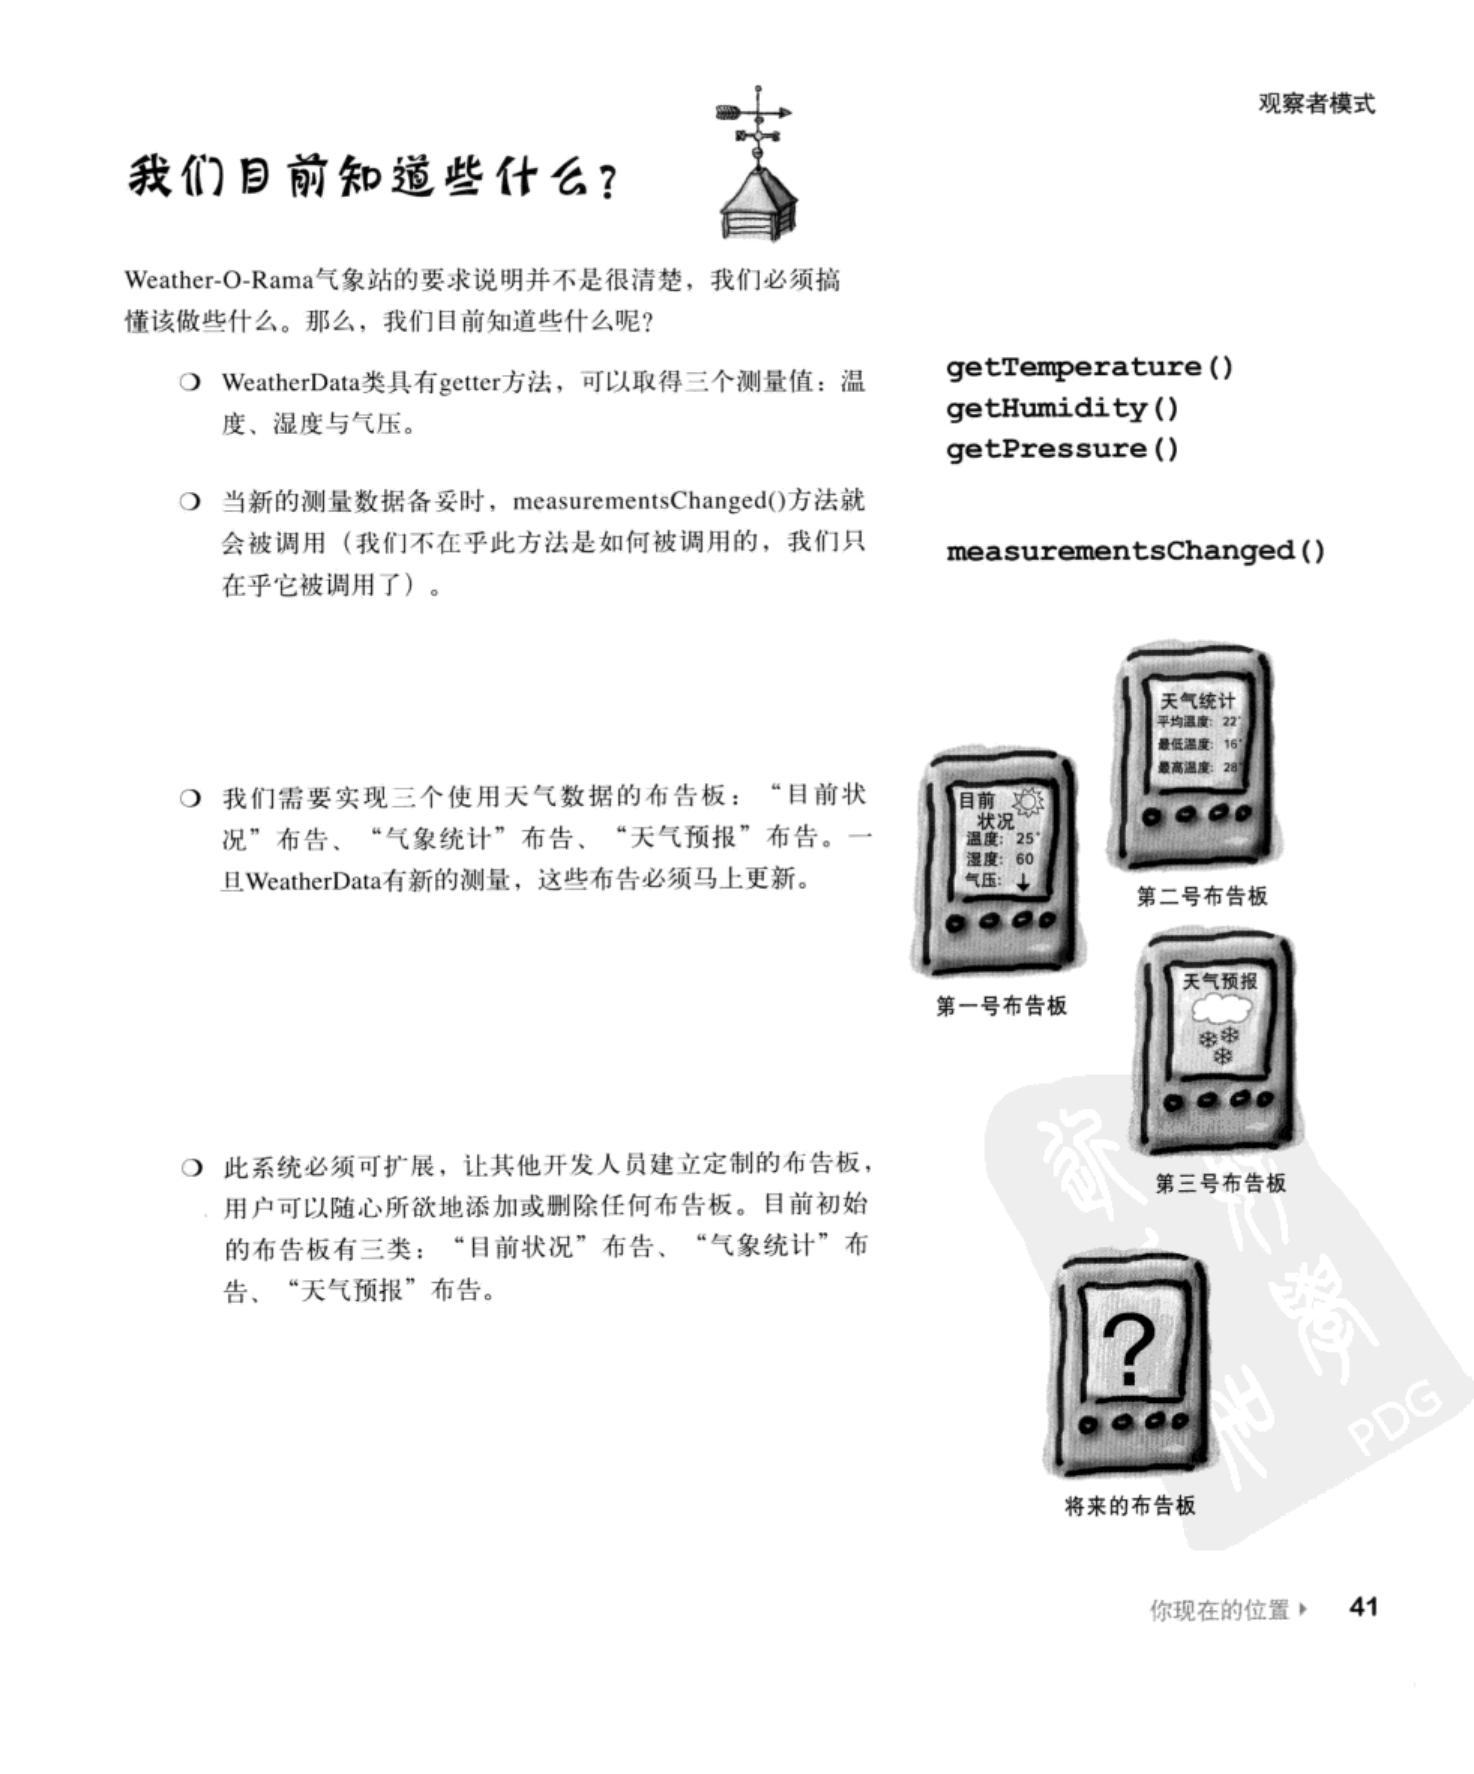 观察者模式
我们目前知道些什么？
Weather-O-Rama气象站的要求说明并不是很清楚，我们必须搞
懂该做些什么。那么，我们目前知道些什么呢？
❍ WeatherData类具有getter方法，可以取得三个测量值：温
度、湿度与气压。
getTemperature()
getHumidity()
getPressure()
❍ 当新的测量数据备妥时，measurementsChanged()方法就
会被调用（我们不在乎此方法是如何被调用的，我们只
在乎它被调用了）。
measurementsChanged()
❍ 我们需要实现三个使用天气数据的布告板：“目前状
况”布告、“气象统计”布告、“天气预报”布告。一
旦WeatherData有新的测量，这些布告必须马上更新。
目前
状况
温度: 25°
湿度: 60
气压: ↓
第一号布告板
天气统计
平均温度: 22°
最低温度: 16°
最高温度: 28°
第二号布告板
天气预报
第三号布告板
❍ 此系统必须可扩展，让其他开发人员建立定制的布告板，
用户可以随心所欲地添加或删除任何布告板。目前初始
的布告板有三类：“目前状况”布告、“气象统计”布
告、“天气预报”布告。
?
将来的布告板
PDG
你现在的位置▸ 41